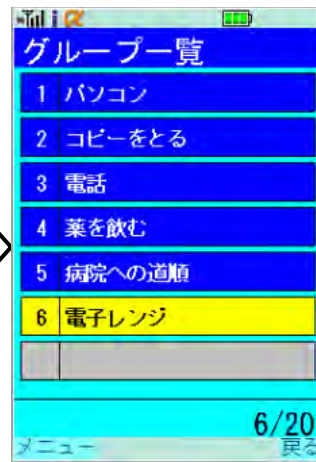 グループ一覧
1 パソコン
2 コピーをとる
3 電話
4 薬を飲む
5 病院への道順
6 電子レンジ
6/20
メニュー 戻る